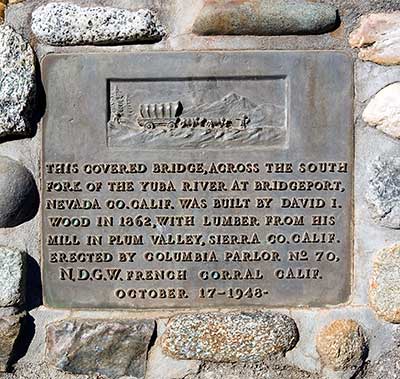 THIS COVERED BRIDGE, ACROSS THE SOUTH
FORK OF THE YUBA RIVER AT BRIDGEPORT,
NEVADA CO. CALIF. WAS BUILT BY DAVID I.
WOOD IN 1862, WITH LUMBER FROM HIS
MILL IN PLUM VALLEY, SIERRA CO. CALIF.
ERECTED BY COLUMBIA PARLOR No 70,
N.D.G.W. FRENCH CORRAL CALIF.
OCTOBER 17-1948-